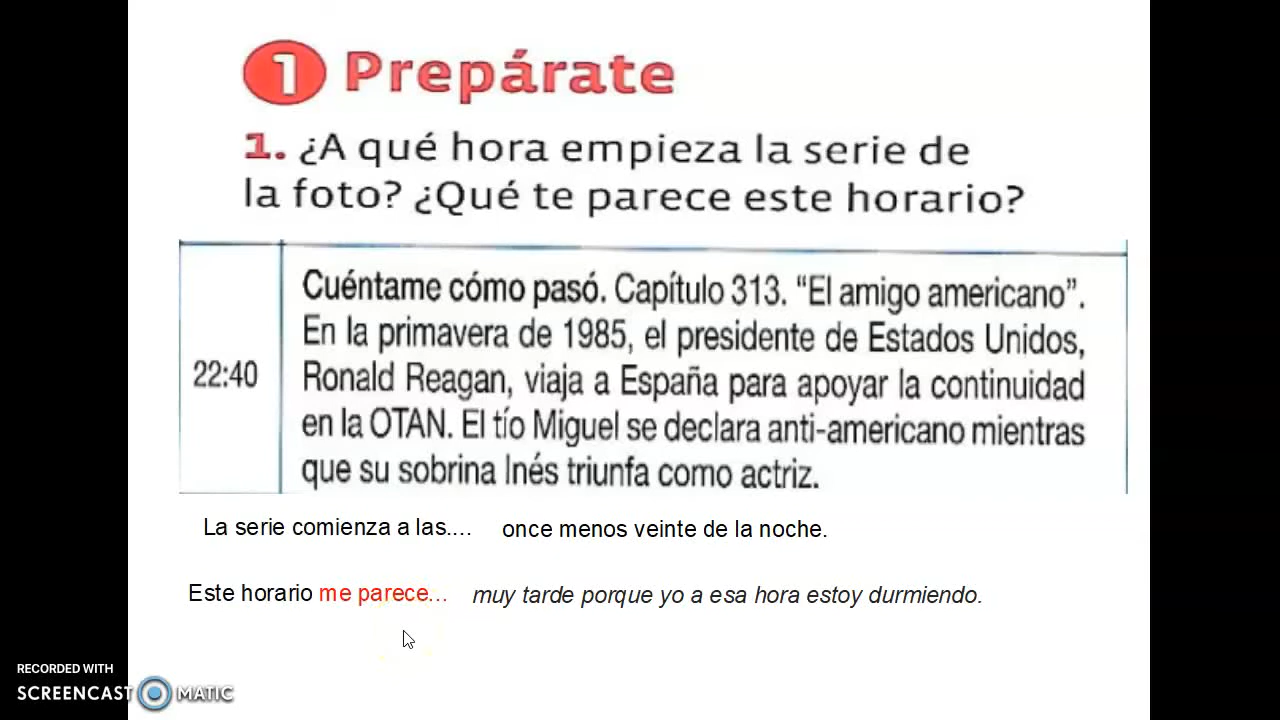 1 Prepárate
1. ¿A qué hora empieza la serie de
la foto? ¿Qué te parece este horario?
Cuéntame cómo pasó. Capítulo 313. “El amigo americano”.
En la primavera de 1985, el presidente de Estados Unidos,
22:40 Ronald Reagan, viaja a España para apoyar la continuidad
en la OTAN. El tío Miguel se declara anti-americano mientras
que su sobrina Inés triunfa como actriz.
La serie comienza a las.... once menos veinte de la noche.
Este horario me parece... muy tarde porque yo a esa hora estoy durmiendo.
RECORDED WITH
SCREENCAST MATIC